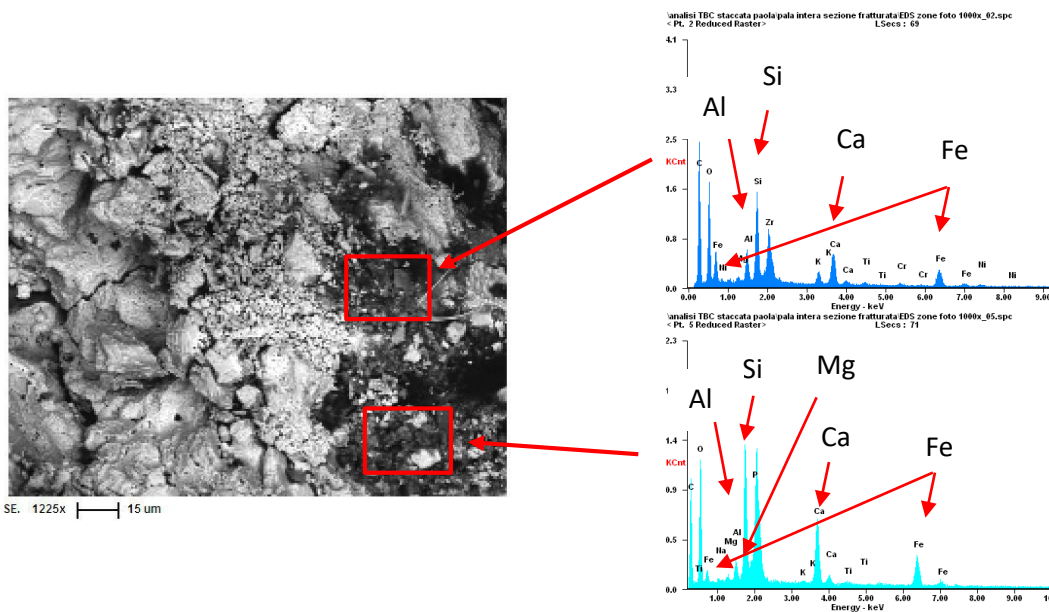 \analisi TBC staccata paola\pala intera sezione fratturata\EDS zone foto 1000x_02.spc
< Pt. 2 Reduced Raster> LSecs : 69
4.1
3.3
2.5
KCnt
1.6
0.8
0.0
Al
Si
Ca
Fe
C
O
Fe
Ni
Mg
Al
Si
Zr
K
K
Ca
Ca
Ti
Ti
Cr
Cr
Fe
Fe
Ni
Ni
0.00 1.00 2.00 3.00 4.00 5.00 6.00 7.00 8.00 9.00
Energy - keV
\analisi TBC staccata paola\pala intera sezione fratturata\EDS zone foto 1000x_05.spc
< Pt. 5 Reduced Raster> LSecs : 71
2.3
1.4
KCnt
0.9
0.5
0.0
Al
Si
Mg
Ca
Fe
C
Ti
O
Fe
Na
Mg
Al
P
K
K
Ca
Ca
Ti
Ti
Fe
Fe
1.00 2.00 3.00 4.00 5.00 6.00 7.00 8.00 9.00
Energy - keV
SE. 1225x 15 um